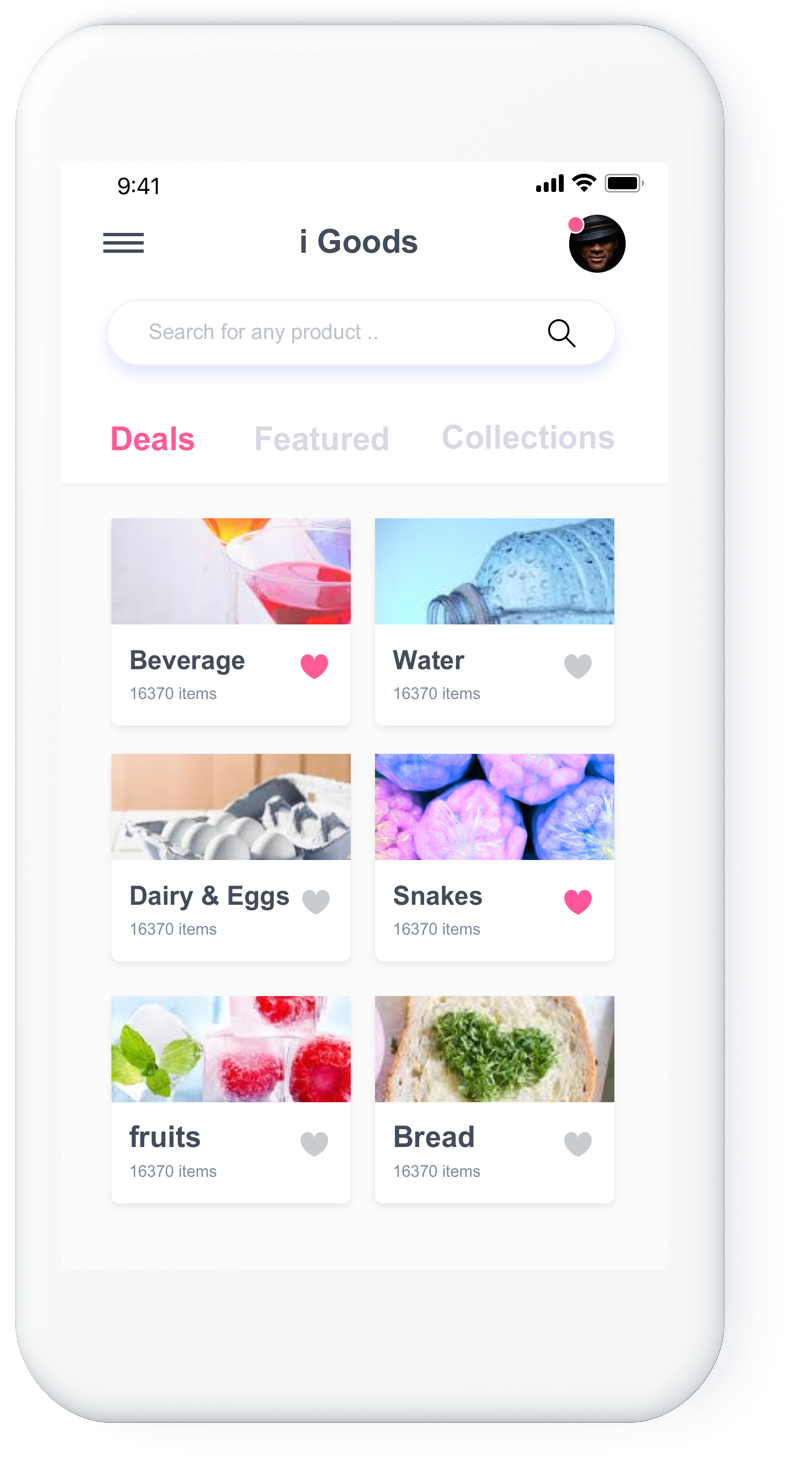 9:41
i Goods
Search for any product ..
Deals Featured Collections
Beverage
16370 items
Water
16370 items
Dairy & Eggs
16370 items
Snakes
16370 items
fruits
16370 items
Bread
16370 items